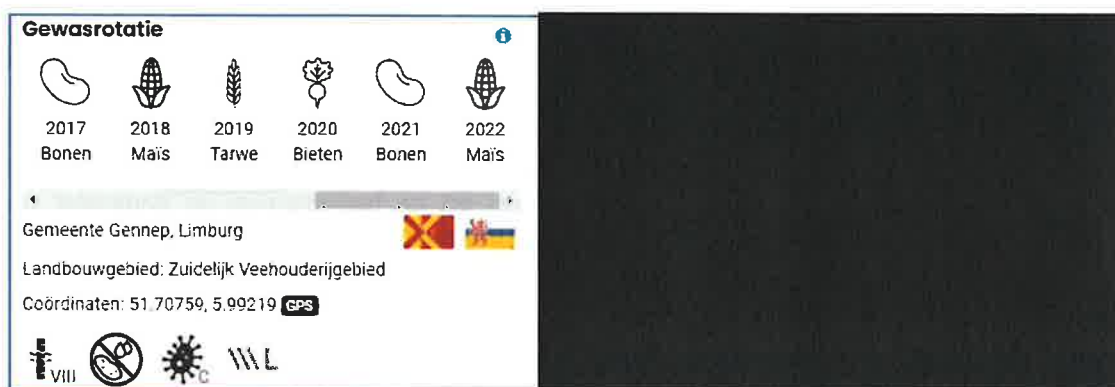 Gewasrotatie
2017 2018 2019 2020 2021 2022
Bonen Maïs Tarwe Bieten Bonen Maïs
Gemeente Gennep, Limburg
Landbouwgebied: Zuidelijk Veehouderijgebied
Coördinaten: 51.70759, 5.99219 GPS
VIII C L